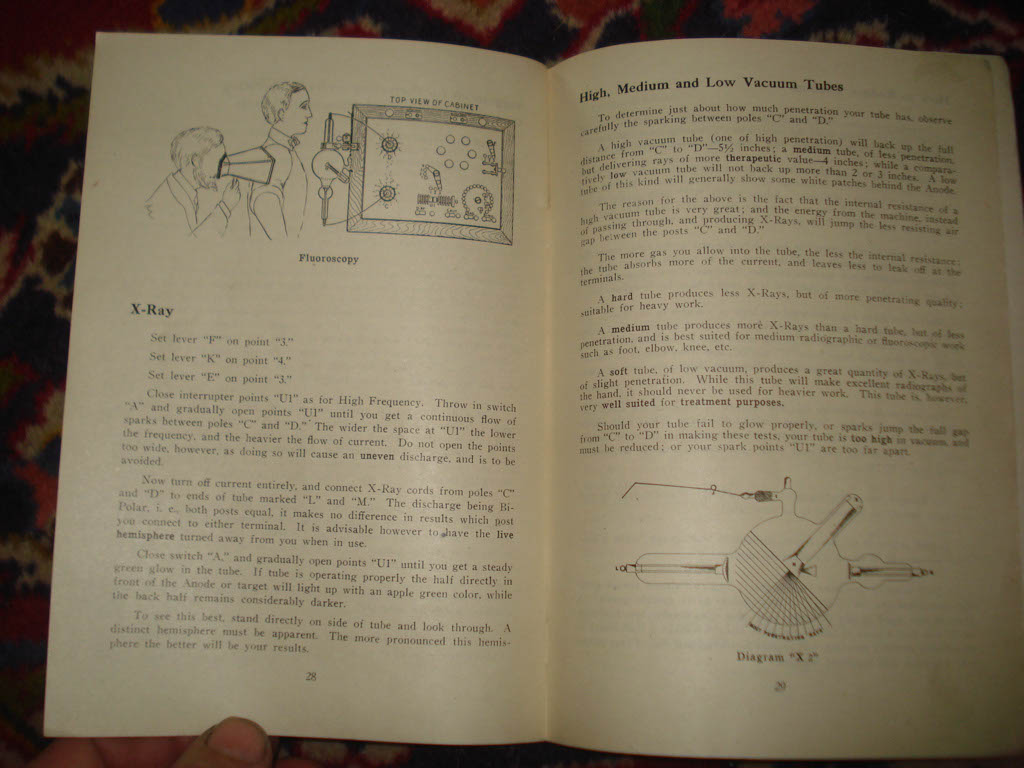 TOP VIEW OF CABINET
Fluoroscopy
X-Ray
Set lever "F" on point "3."
Set lever "K" on point "4."
Set lever "E" on point "3."
Close interrupter points "U1" as for High Frequency. Throw in switch
"A" and gradually open points "U1" until you get a continuous flow of
sparks between poles "C" and "D." The wider the space at "U1" the lower
the frequency, and the heavier the flow of current. Do not open the points
too wide, however, as doing so will cause an uneven discharge, and is to be
avoided.
Now turn off current entirely, and connect X-Ray cords from poles "C"
and "D" to ends of tube marked "L" and "M." The discharge being Bi-
Polar, i. e., both posts equal, it makes no difference in results which post
you connect to either terminal. It is advisable however to have the live
hemisphere turned away from you when in use.
Close switch "A," and gradually open points "U1" until you get a steady
green glow in the tube. If tube is operating properly the half directly in
front of the Anode or target will light up with an apple green color, while
the back half remains considerably darker.
To see this best, stand directly on side of tube and look through. A
distinct hemisphere must be apparent. The more pronounced this hemis-
phere the better will be your results.
28
High, Medium and Low Vacuum Tubes
To determine just about how much penetration your tube has, observe
carefully the sparking between poles "C" and "D."
A high vacuum tube (one of high penetration) will back up the full
distance from "C" to "D"—5½ inches; a medium tube, of less penetration,
but delivering rays of more therapeutic value—4 inches; while a compara-
tively low vacuum tube will not back up more than 2 or 3 inches. A low
tube of this kind will generally show some white patches behind the Anode.
The reason for the above is the fact that the internal resistance of a
high vacuum tube is very great; and the energy from the machine, instead
of passing through, and producing X-Rays, will jump the less resisting air
gap between the posts "C" and "D."
The more gas you allow into the tube, the less the internal resistance;
the tube absorbs more of the current, and leaves less to leak off at the
terminals.
A hard tube produces less X-Rays, but of more penetrating quality;
suitable for heavy work.
A medium tube produces more X-Rays than a hard tube, but of less
penetration, and is best suited for medium radiographic or fluoroscopic work
such as foot, elbow, knee, etc.
A soft tube, of low vacuum, produces a great quantity of X-Rays, but
of slight penetration. While this tube will make excellent radiographs of
the hand, it should never be used for heavier work. This tube is, however,
very well suited for treatment purposes.
Should your tube fail to glow properly, or sparks jump the full gap
from "C" to "D" in making these tests, your tube is too high in vacuum, and
must be reduced; or your spark points "U1" are too far apart.
MOST PENETRATING RAYS
Diagram "X 2"
29